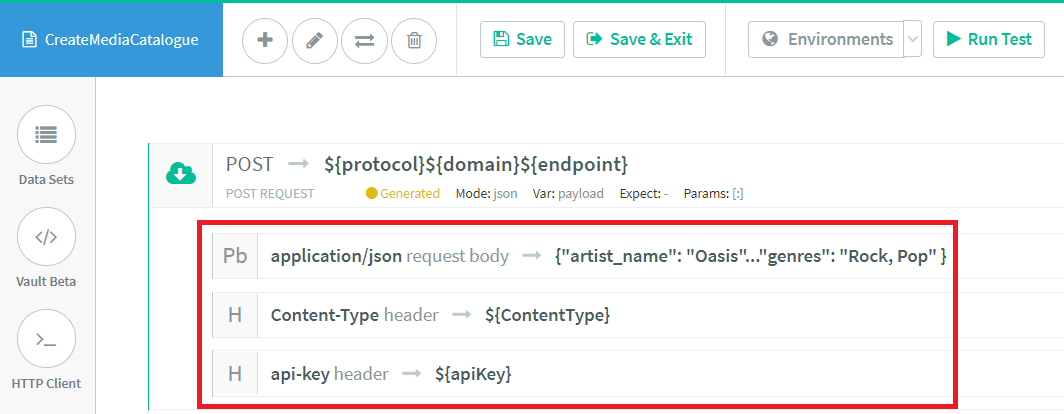 CreateMediaCatalogue
Save
Save & Exit
Environments
Run Test
Data Sets
Vault Beta
HTTP Client
POST → ${protocol}${domain}${endpoint}
POST REQUEST Generated Mode: json Var: payload Expect: - Params: [:]
Pb application/json request body → {"artist_name": "Oasis"..."genres": "Rock, Pop" }
H Content-Type header → ${ContentType}
H api-key header → ${apiKey}